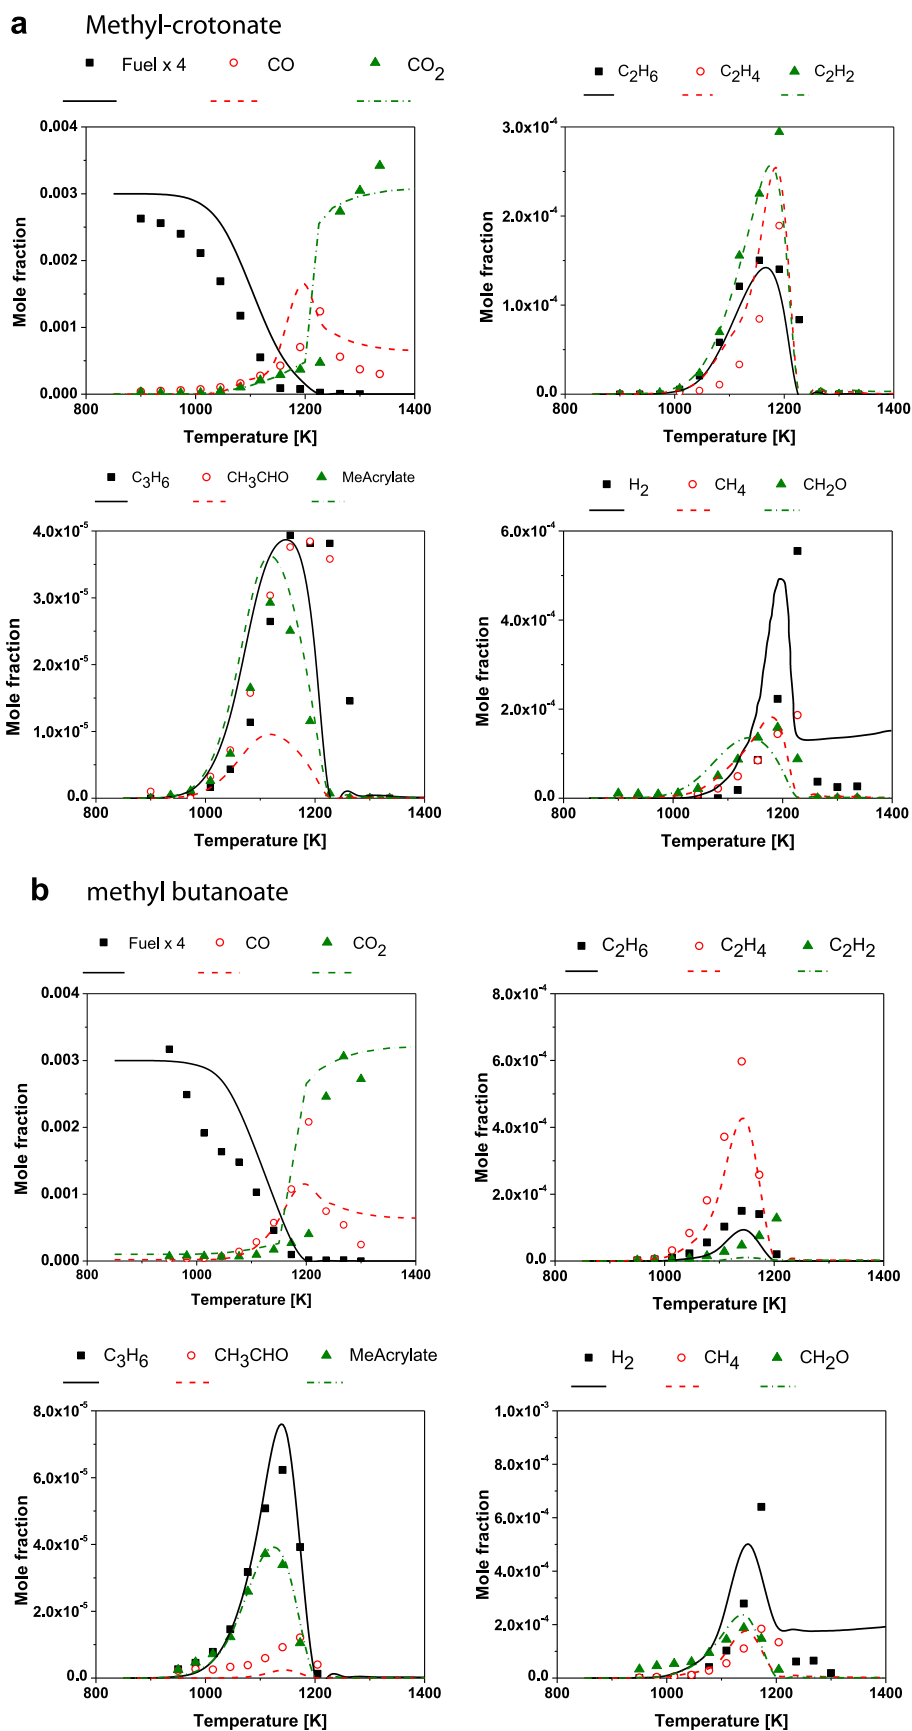 a Methyl-crotonate
Fuel x 4 CO CO2
0.004
0.003
0.002
0.001
0.000
800 1000 1200 1400
Mole fraction
Temperature [K]
C2H6 C2H4 C2H2
3.0x10-4
2.0x10-4
1.0x10-4
0.0
800 1000 1200 1400
Mole fraction
Temperature [K]
C3H6 CH3CHO MeAcrylate
4.0x10-5
3.0x10-5
2.0x10-5
1.0x10-5
0.0
800 1000 1200 1400
Mole fraction
Temperature [K]
H2 CH4 CH2O
6.0x10-4
4.0x10-4
2.0x10-4
0.0
800 1000 1200 1400
Mole fraction
Temperature [K]
b methyl butanoate
Fuel x 4 CO CO2
0.004
0.003
0.002
0.001
0.000
800 1000 1200 1400
Mole fraction
Temperature [K]
C2H6 C2H4 C2H2
8.0x10-4
6.0x10-4
4.0x10-4
2.0x10-4
0.0
800 1000 1200 1400
Mole fraction
Temperature [K]
C3H6 CH3CHO MeAcrylate
8.0x10-5
6.0x10-5
4.0x10-5
2.0x10-5
0.0
800 1000 1200 1400
Mole fraction
Temperature [K]
H2 CH4 CH2O
1.0x10-3
8.0x10-4
6.0x10-4
4.0x10-4
2.0x10-4
0.0
800 1000 1200 1400
Mole fraction
Temperature [K]